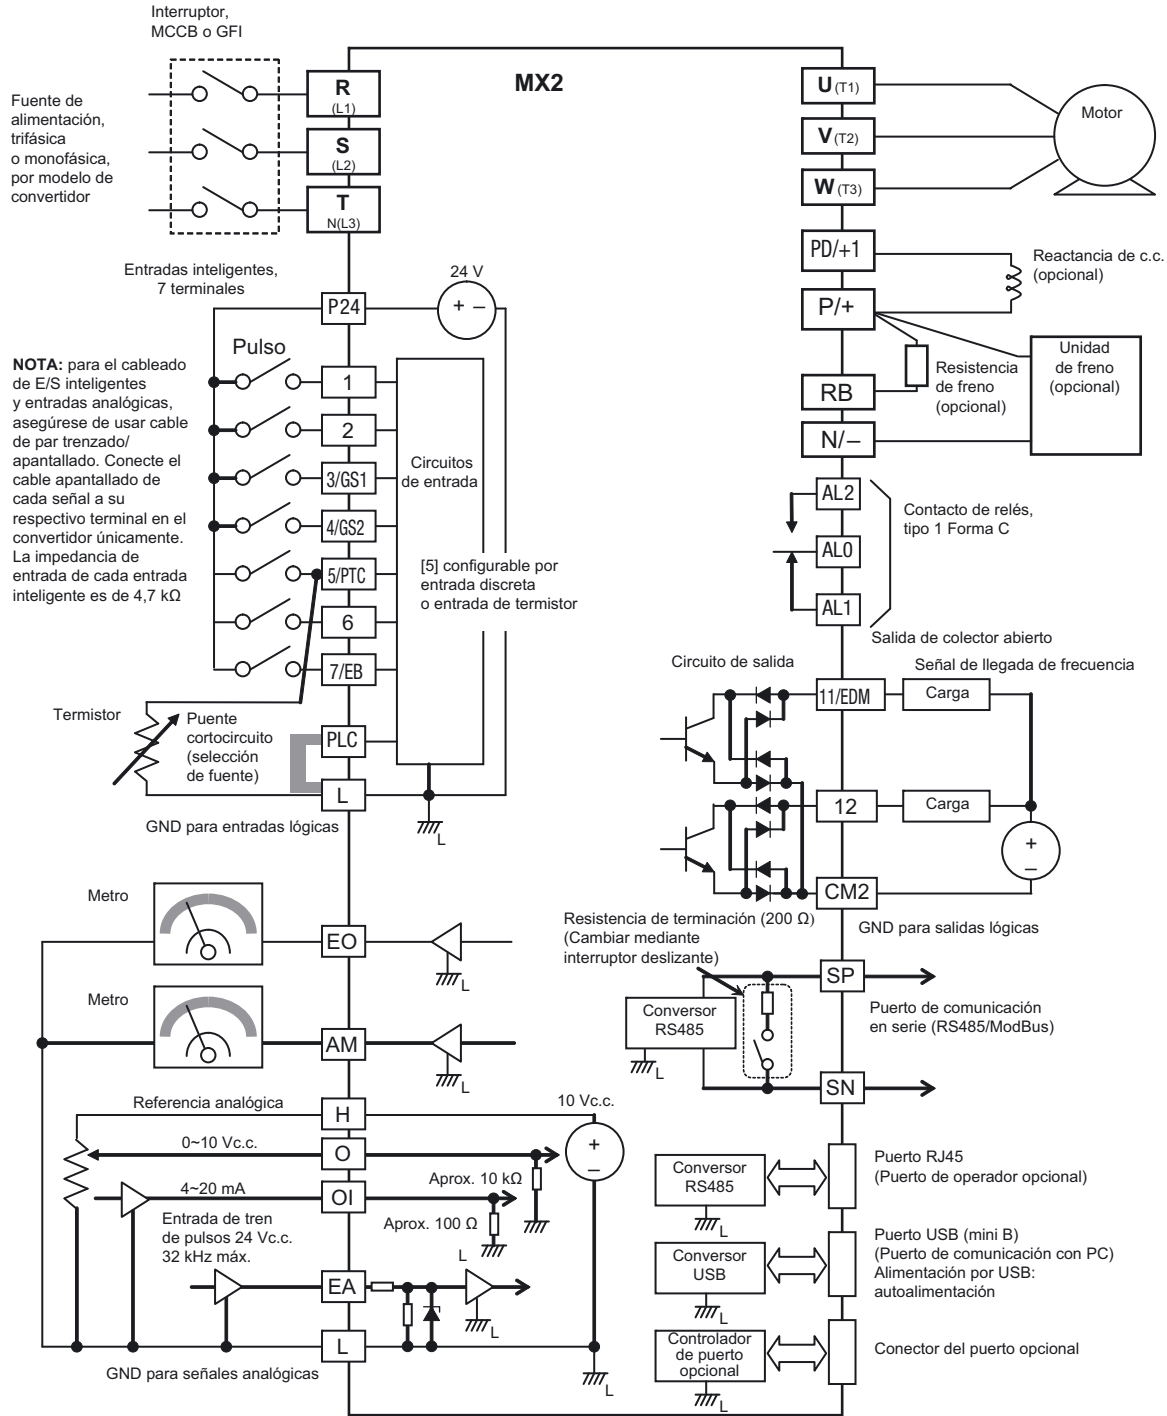 Interruptor,
MCCB o GFI
MX2
Fuente de
alimentación,
trifásica
o monofásica,
por modelo de
convertidor
R
(L1)
S
(L2)
T
N(L3)
U(T1)
V(T2)
W(T3)
Motor
PD/+1
P/+
RB
N/–
Reactancia de c.c.
(opcional)
Resistencia
de freno
(opcional)
Unidad
de freno
(opcional)
Entradas inteligentes,
7 terminales
24 V
+ –
P24
Pulso
NOTA: para el cableado
de E/S inteligentes
y entradas analógicas,
asegúrese de usar cable
de par trenzado/
apantallado. Conecte el
cable apantallado de
cada señal a su
respectivo terminal en el
convertidor únicamente.
La impedancia de
entrada de cada entrada
inteligente es de 4,7 kΩ
1
2
3/GS1
4/GS2
5/PTC
6
7/EB
Circuitos
de entrada
[5] configurable por
entrada discreta
o entrada de termistor
AL2
AL0
AL1
Contacto de relés,
tipo 1 Forma C
Termistor
Puente
cortocircuito
(selección
de fuente)
PLC
L
L
GND para entradas lógicas
Salida de colector abierto
Circuito de salida
Señal de llegada de frecuencia
11/EDM
Carga
12
Carga
+
–
CM2
GND para salidas lógicas
Metro
EO
L
Metro
AM
L
Resistencia de terminación (200 Ω)
(Cambiar mediante
interruptor deslizante)
SP
Conversor
RS485
L
Puerto de comunicación
en serie (RS485/ModBus)
SN
Referencia analógica
H
10 Vc.c.
+
–
0~10 Vc.c.
O
Aprox. 10 kΩ
4~20 mA
OI
Aprox. 100 Ω
Entrada de tren
de pulsos 24 Vc.c.
32 kHz máx.
L
EA
L
L
L
GND para señales analógicas
Conversor
RS485
L
Puerto RJ45
(Puerto de operador opcional)
Conversor
USB
L
Puerto USB (mini B)
(Puerto de comunicación con PC)
Alimentación por USB:
autoalimentación
Controlador
de puerto
opcional
L
Conector del puerto opcional